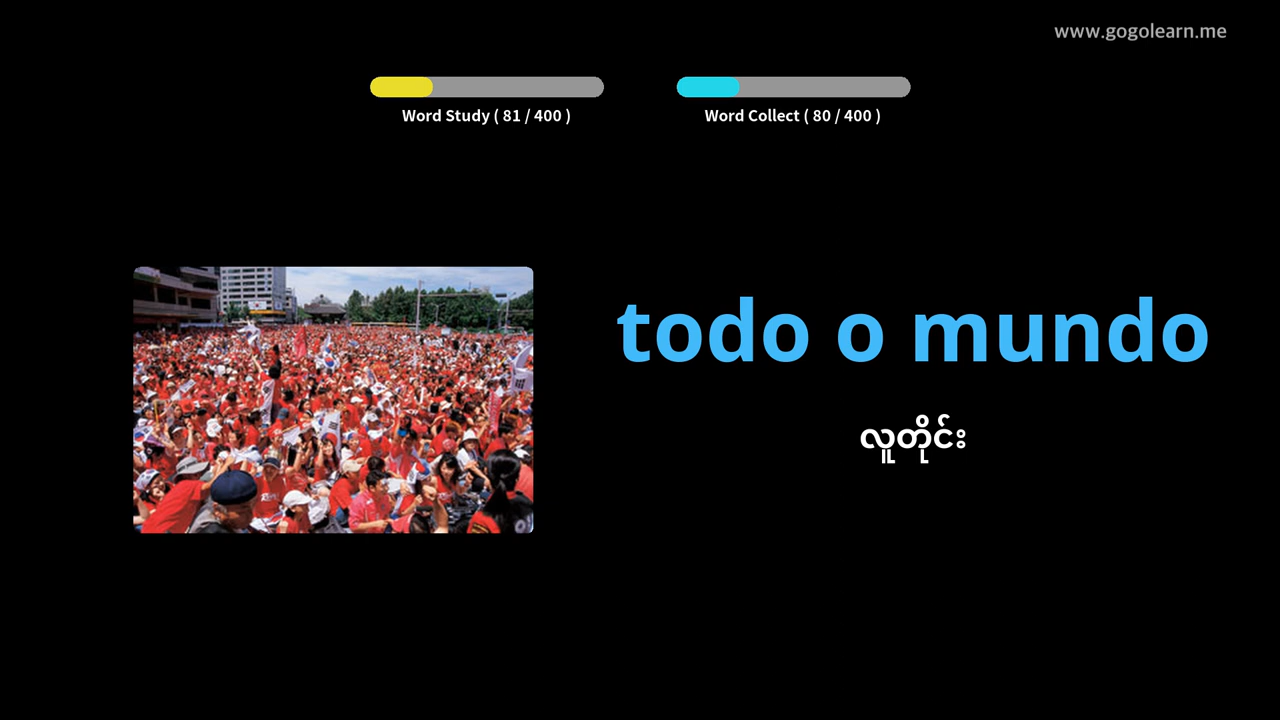 www.gogolearn.me
Word Study ( 81 / 400 )
Word Collect ( 80 / 400 )
todo o mundo
လူတိုင်း